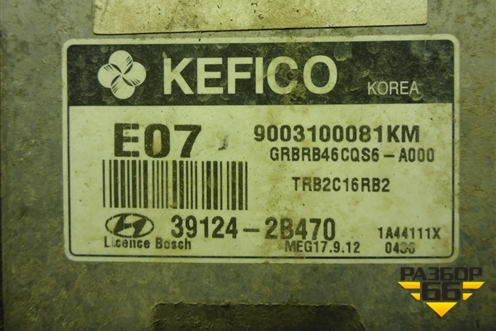 KEFICO KOREA
E07 9003100081KM
GRBRB46CQS6-A000
TRB2C16RB2
39124-2B470 1A44111X
Licence Bosch MEG17.9.12 0436
РАЗБОР
66